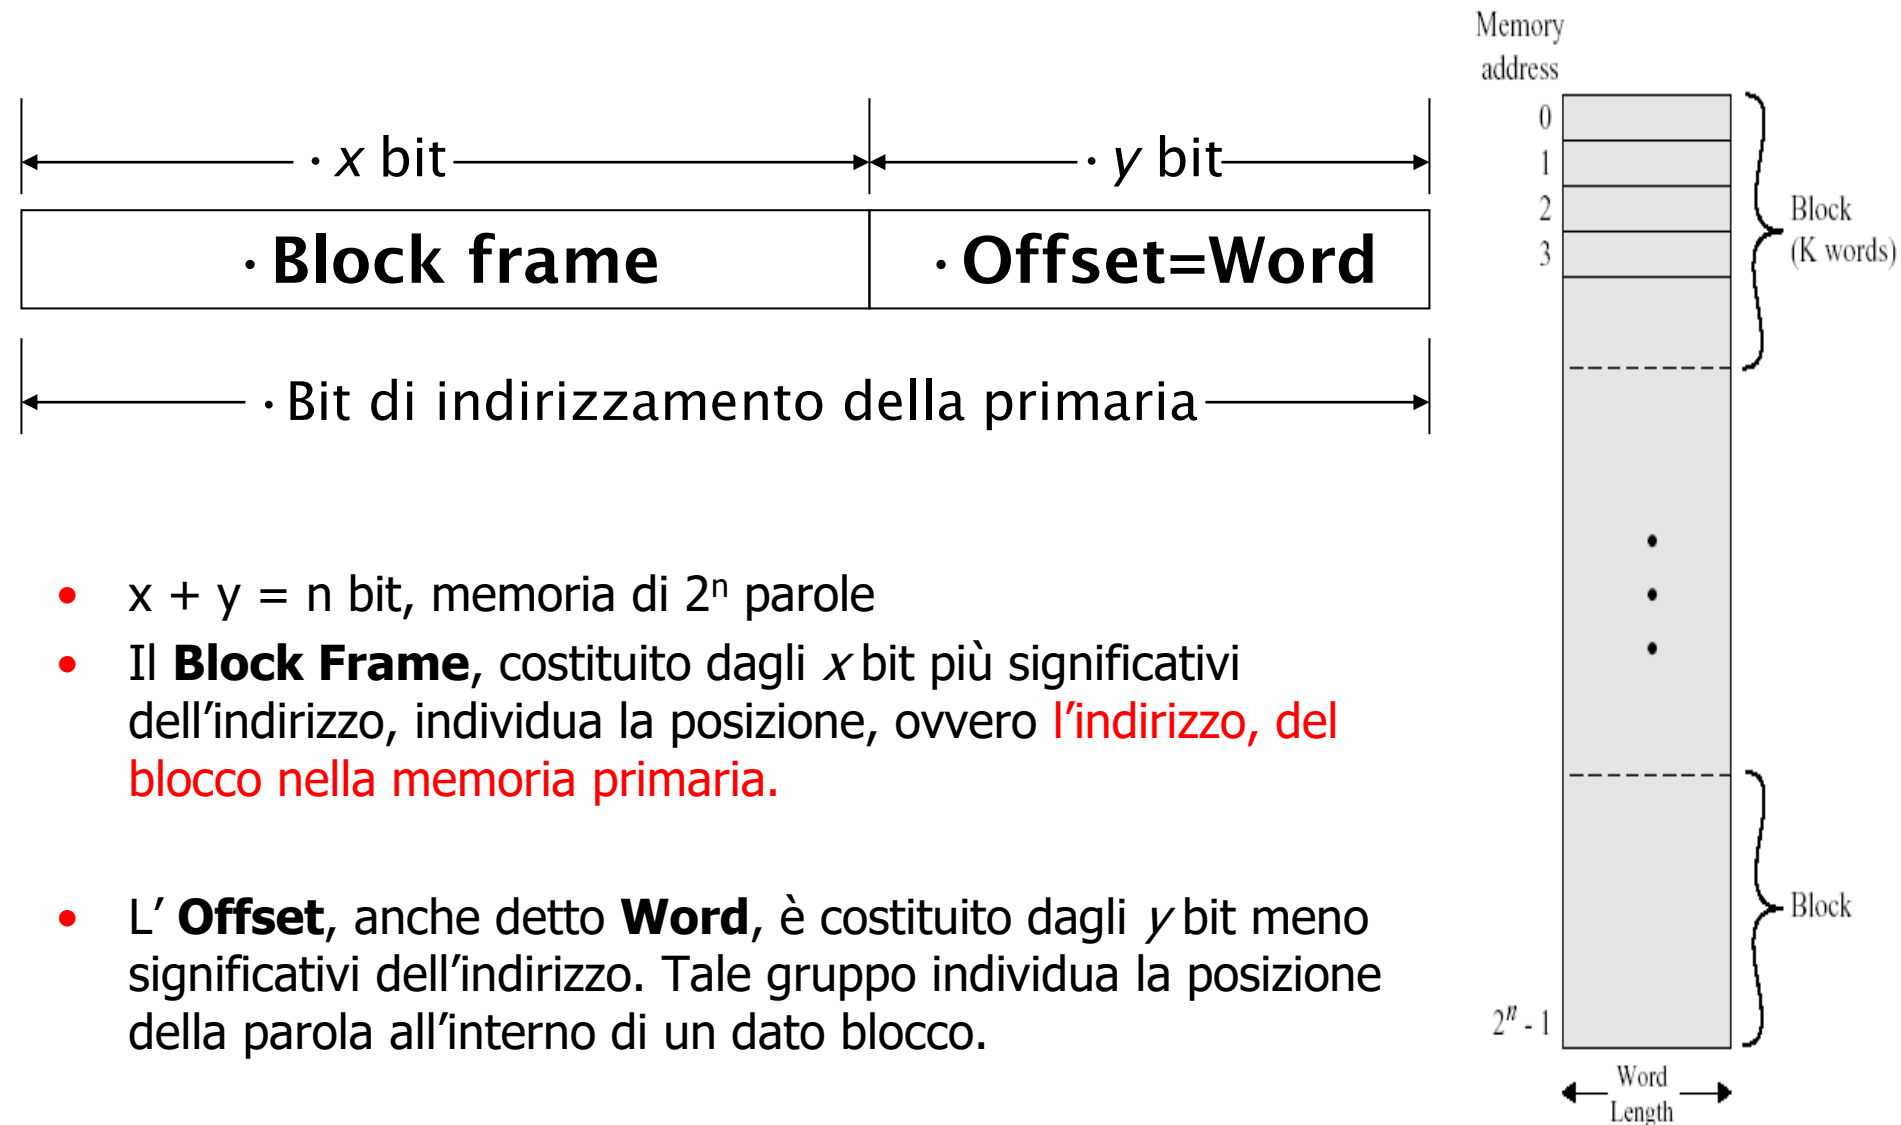 · x bit
· y bit
· Block frame
· Offset=Word
· Bit di indirizzamento della primaria
• x + y = n bit, memoria di 2ⁿ parole
• Il Block Frame, costituito dagli x bit più significativi
dell’indirizzo, individua la posizione, ovvero l’indirizzo, del
blocco nella memoria primaria.
• L’ Offset, anche detto Word, è costituito dagli y bit meno
significativi dell’indirizzo. Tale gruppo individua la posizione
della parola all’interno di un dato blocco.
Memory
address
0
1
2
3
Block
(K words)
Block
2ⁿ - 1
Word
Length